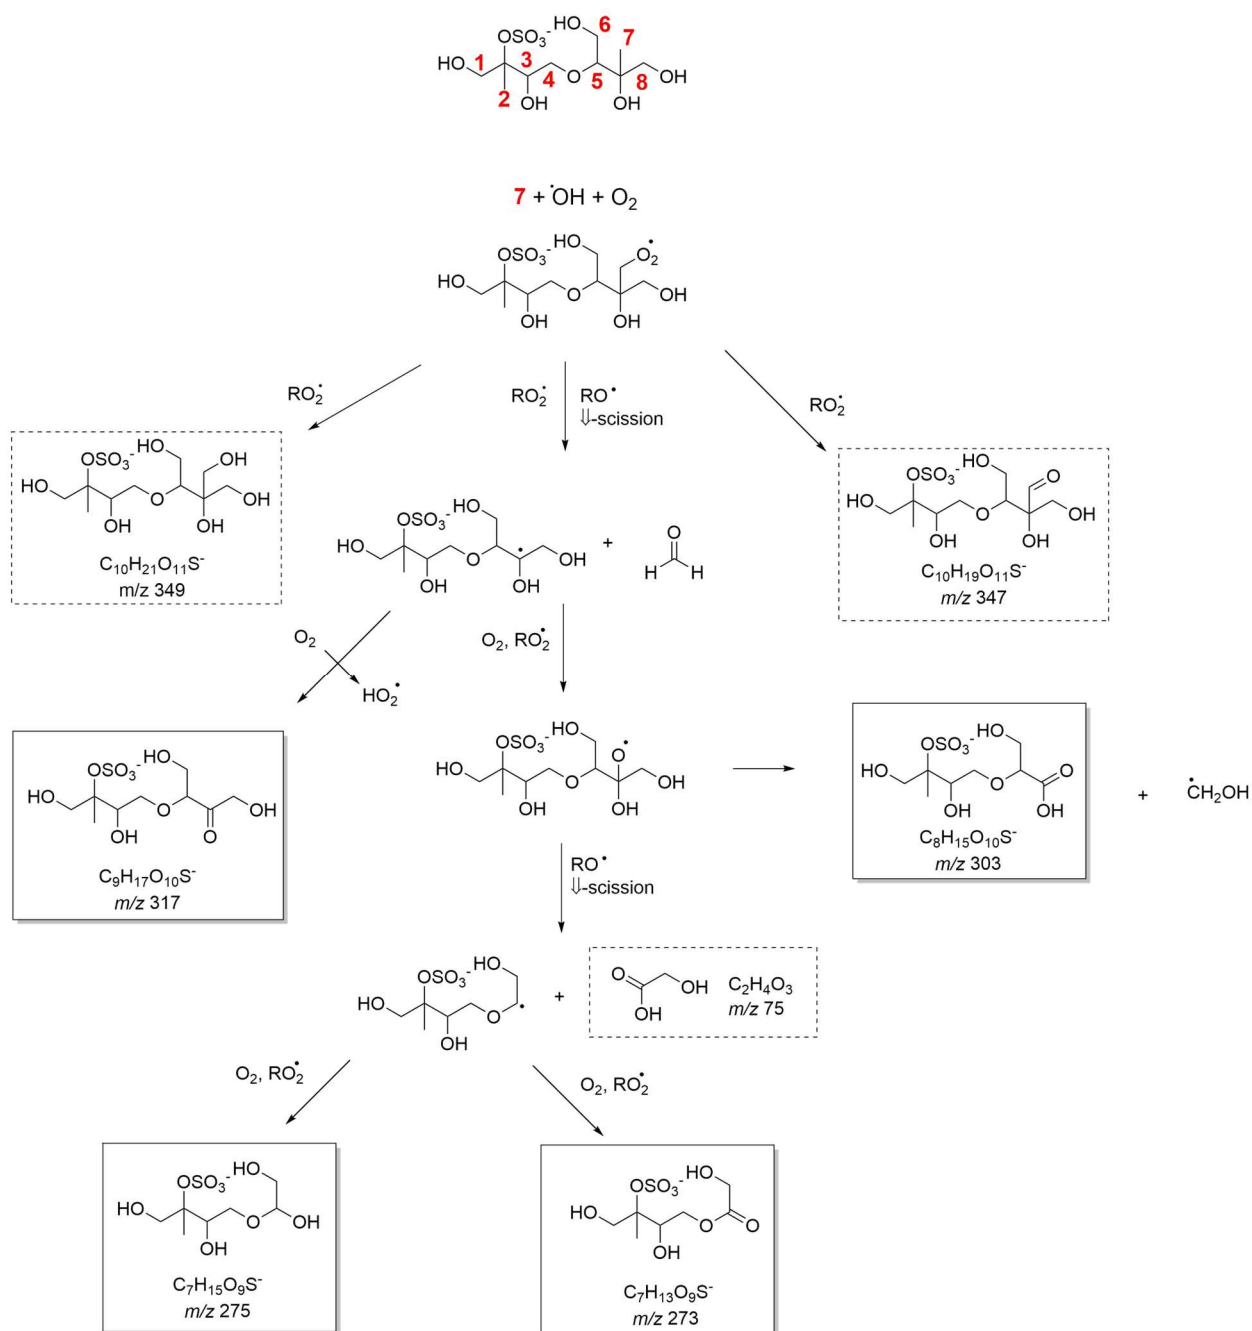 HO 6
OSO₃⁻ 7
HO 1 3 4 O 5 8 OH
2 OH OH
7 + •OH + O₂
HO O₂•
OSO₃⁻
HO O OH
OH OH
RO₂• RO₂• RO• RO₂•
⇓-scission
HO OH
OSO₃⁻
HO O OH
OH OH
C₁₀H₂₁O₁₁S⁻
m/z 349
HO
OSO₃⁻ O
HO O OH
OH OH
C₁₀H₁₉O₁₁S⁻
m/z 347
HO
OSO₃⁻
HO O • OH
OH OH
+
O
H H
O₂
HO₂•
O₂, RO₂•
HO
OSO₃⁻
HO O OH
OH O
C₉H₁₇O₁₀S⁻
m/z 317
HO
OSO₃⁻ O•
HO O OH
OH OH
HO
OSO₃⁻
HO O O
OH OH
C₈H₁₅O₁₀S⁻
m/z 303
+ •CH₂OH
RO•
⇓-scission
HO
OSO₃⁻
HO O •
OH
+
O
OH
OH
C₂H₄O₃
m/z 75
O₂, RO₂• O₂, RO₂•
HO
OSO₃⁻
HO O OH
OH
C₇H₁₅O₉S⁻
m/z 275
HO
OSO₃⁻
HO O O
OH
C₇H₁₃O₉S⁻
m/z 273